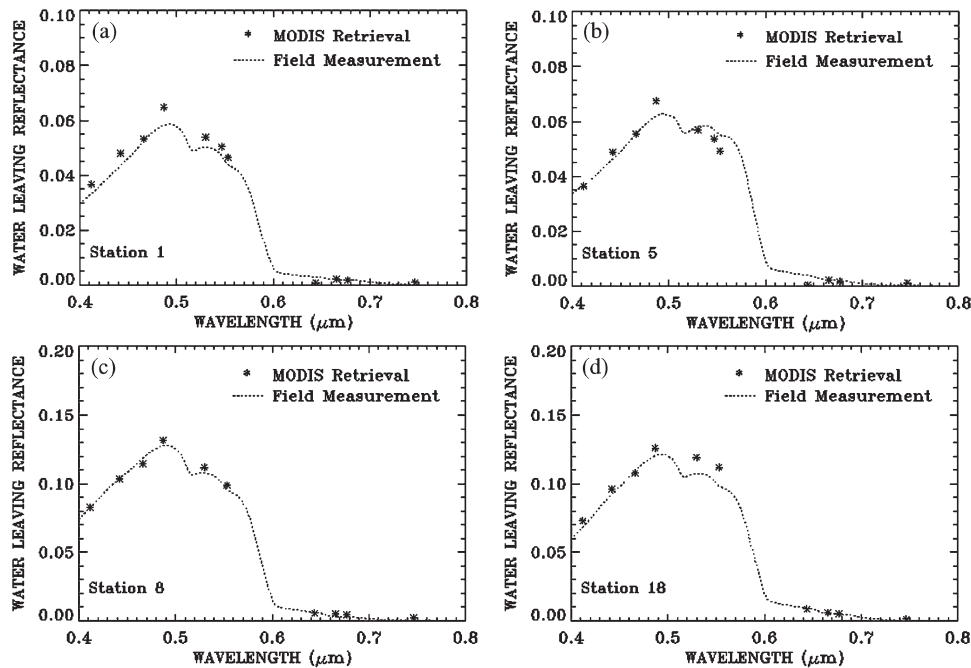 (a)
* MODIS Retrieval
Field Measurement
WATER LEAVING REFLECTANCE
0.10
0.08
0.06
0.04
0.02
0.00
Station 1
0.4 0.5 0.6 0.7 0.8
WAVELENGTH (μm)
(b)
* MODIS Retrieval
Field Measurement
WATER LEAVING REFLECTANCE
0.10
0.08
0.06
0.04
0.02
0.00
Station 5
0.4 0.5 0.6 0.7 0.8
WAVELENGTH (μm)
(c)
* MODIS Retrieval
Field Measurement
WATER LEAVING REFLECTANCE
0.20
0.15
0.10
0.05
0.00
Station 8
0.4 0.5 0.6 0.7 0.8
WAVELENGTH (μm)
(d)
* MODIS Retrieval
Field Measurement
WATER LEAVING REFLECTANCE
0.20
0.15
0.10
0.05
0.00
Station 18
0.4 0.5 0.6 0.7 0.8
WAVELENGTH (μm)